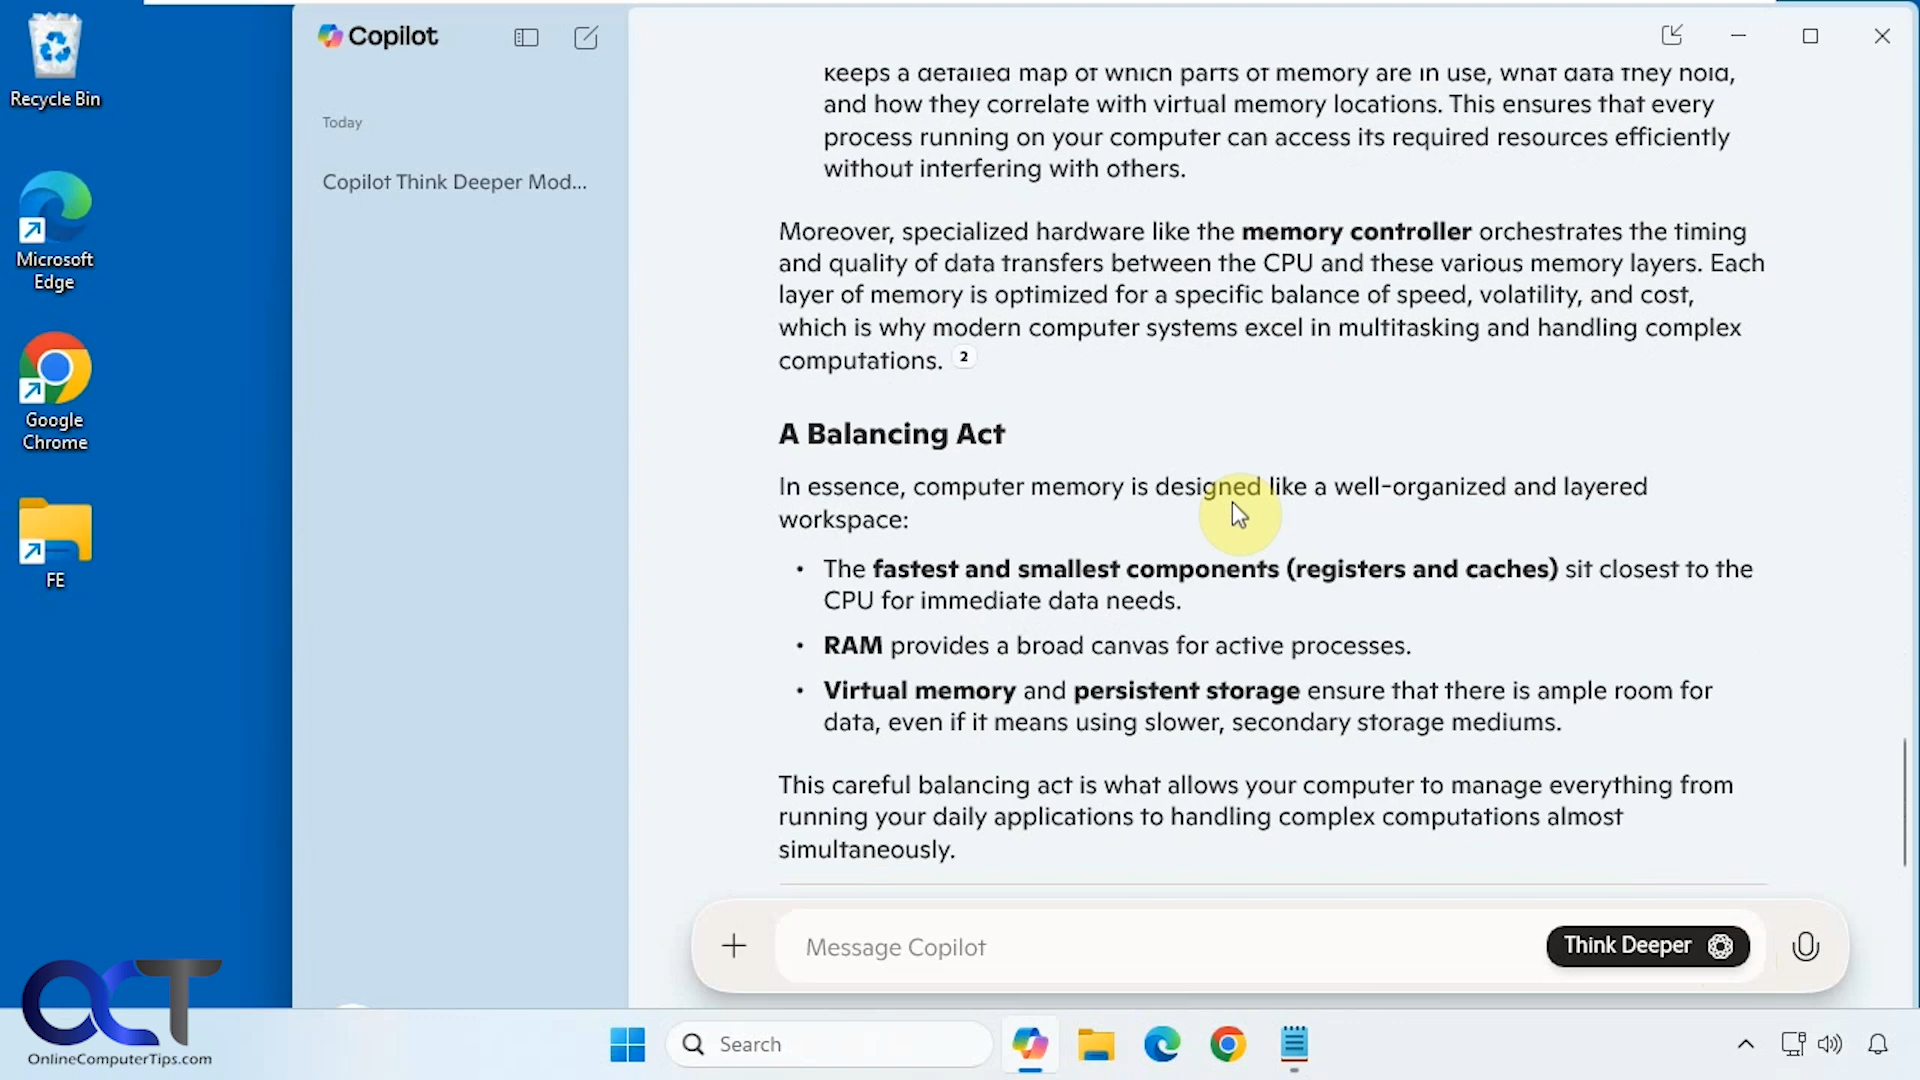 Recycle Bin
Microsoft
Edge
Google
Chrome
FE
OCT
OnlineComputerTips.com
Copilot
Today
Copilot Think Deeper Mod...
keeps a detailed map of which parts of memory are in use, what data they hold,
and how they correlate with virtual memory locations. This ensures that every
process running on your computer can access its required resources efficiently
without interfering with others.
Moreover, specialized hardware like the memory controller orchestrates the timing
and quality of data transfers between the CPU and these various memory layers. Each
layer of memory is optimized for a specific balance of speed, volatility, and cost,
which is why modern computer systems excel in multitasking and handling complex
computations. 2
A Balancing Act
In essence, computer memory is designed like a well-organized and layered
workspace:
• The fastest and smallest components (registers and caches) sit closest to the
CPU for immediate data needs.
• RAM provides a broad canvas for active processes.
• Virtual memory and persistent storage ensure that there is ample room for
data, even if it means using slower, secondary storage mediums.
This careful balancing act is what allows your computer to manage everything from
running your daily applications to handling complex computations almost
simultaneously.
Message Copilot
Think Deeper
Search